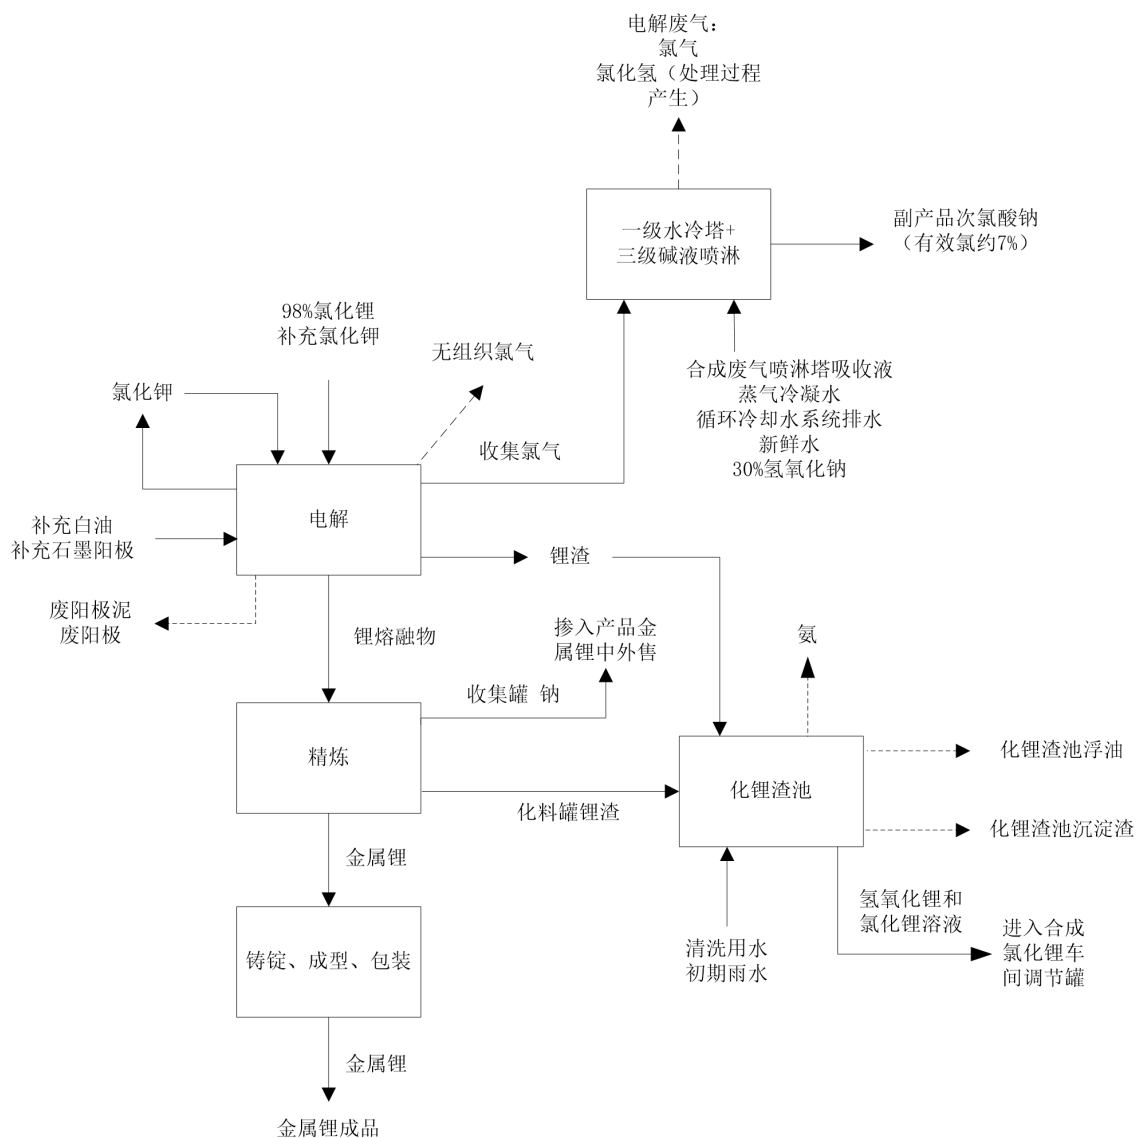 电解废气：
氯气
氯化氢（处理过程
产生）
一级水冷塔+
三级碱液喷淋
副产品次氯酸钠
（有效氯约7%）
98%氯化锂
补充氯化钾
无组织氯气
氯化钾
收集氯气
合成废气喷淋塔吸收液
蒸气冷凝水
循环冷却水系统排水
新鲜水
30%氢氧化钠
电解
补充白油
补充石墨阳极
锂渣
废阳极泥
废阳极
锂熔融物
掺入产品金
属锂中外售
氨
收集罐 钠
精炼
化锂渣池
化锂渣池浮油
化料罐锂渣
化锂渣池沉淀渣
金属锂
氢氧化锂和
氯化锂溶液
清洗用水
初期雨水
进入合成
氯化锂车
间调节罐
铸锭、成型、包装
金属锂
金属锂成品